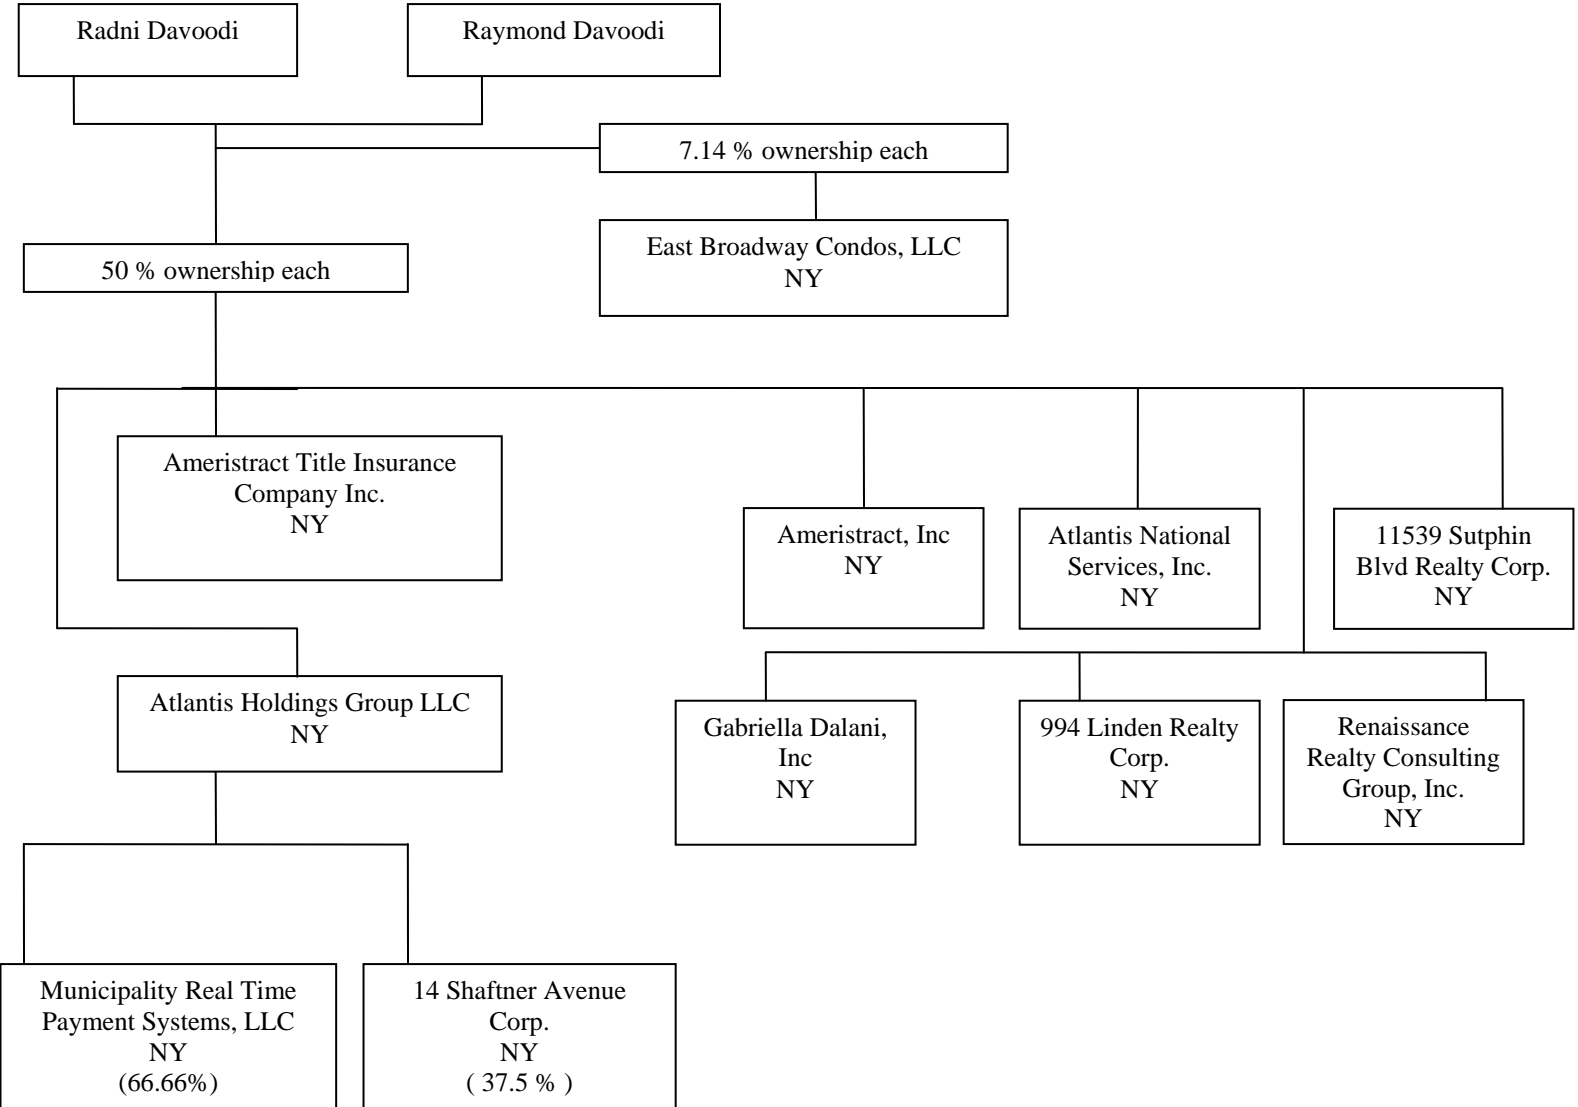 Radni Davoodi
Raymond Davoodi
7.14 % ownership each
East Broadway Condos, LLC
NY
50 % ownership each
Ameristract Title Insurance
Company Inc.
NY
Ameristract, Inc
NY
Atlantis National
Services, Inc.
NY
11539 Sutphin
Blvd Realty Corp.
NY
Atlantis Holdings Group LLC
NY
Gabriella Dalani,
Inc
NY
994 Linden Realty
Corp.
NY
Renaissance
Realty Consulting
Group, Inc.
NY
Municipality Real Time
Payment Systems, LLC
NY
(66.66%)
14 Shaftner Avenue
Corp.
NY
( 37.5 % )